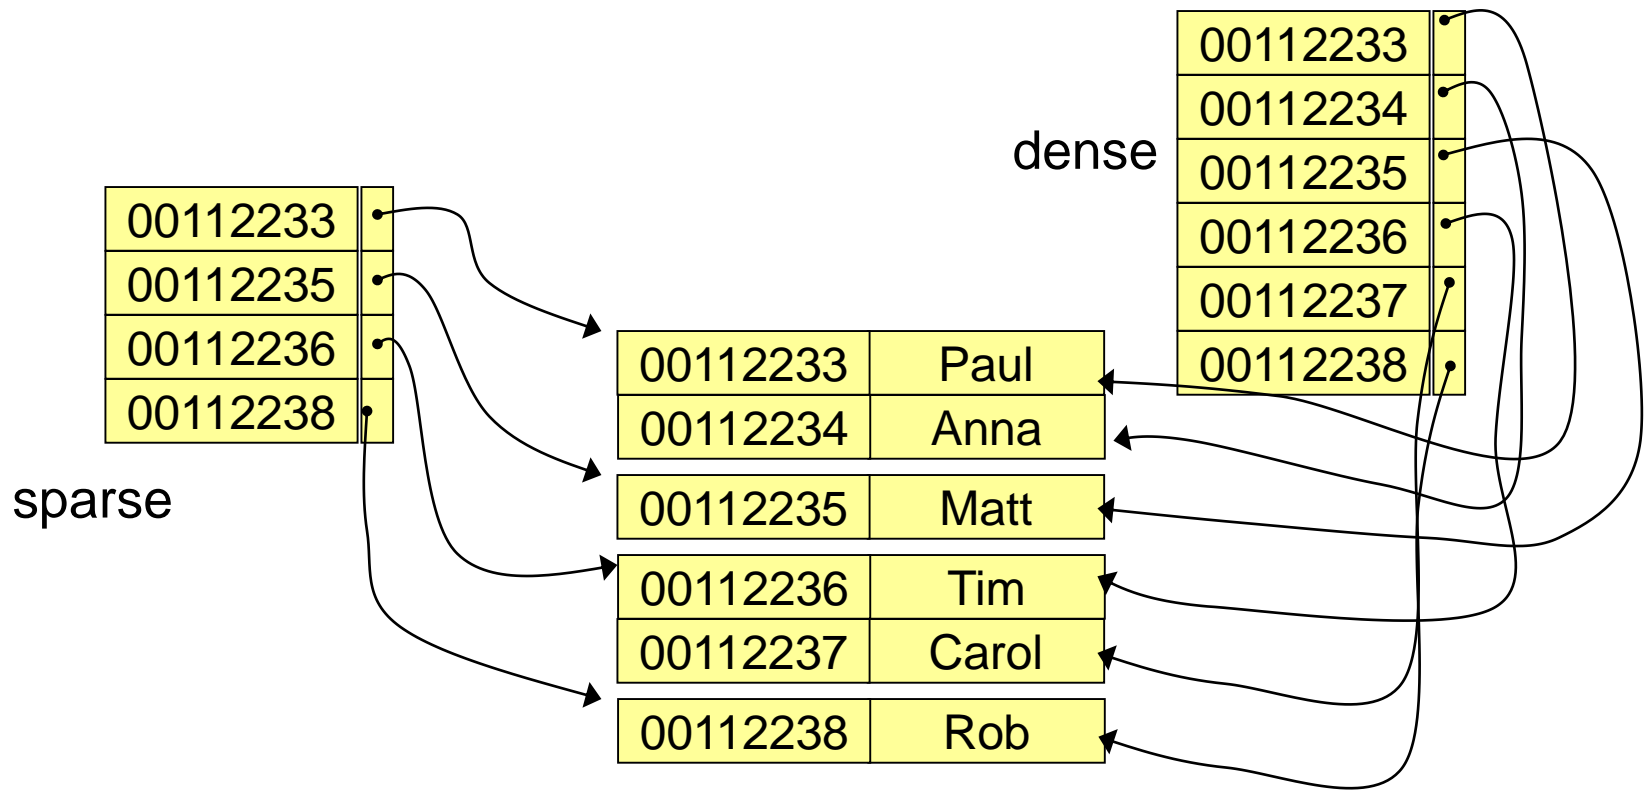 sparse
00112233
00112235
00112236
00112238
00112233 Paul
00112234 Anna
00112235 Matt
00112236 Tim
00112237 Carol
00112238 Rob
dense
00112233
00112234
00112235
00112236
00112237
00112238